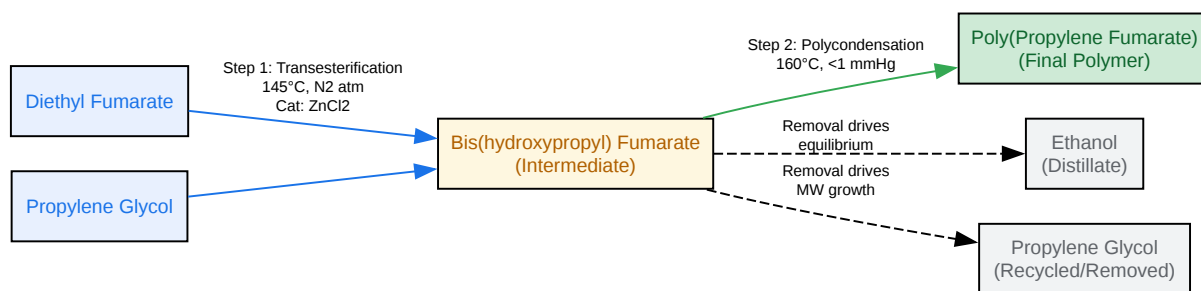 Diethyl Fumarate
Propylene Glycol
Step 1: Transesterification
145°C, N2 atm
Cat: ZnCl2
Bis(hydroxypropyl) Fumarate
(Intermediate)
Step 2: Polycondensation
160°C, <1 mmHg
Removal drives
equilibrium
Removal drives
MW growth
Poly(Propylene Fumarate)
(Final Polymer)
Ethanol
(Distillate)
Propylene Glycol
(Recycled/Removed)